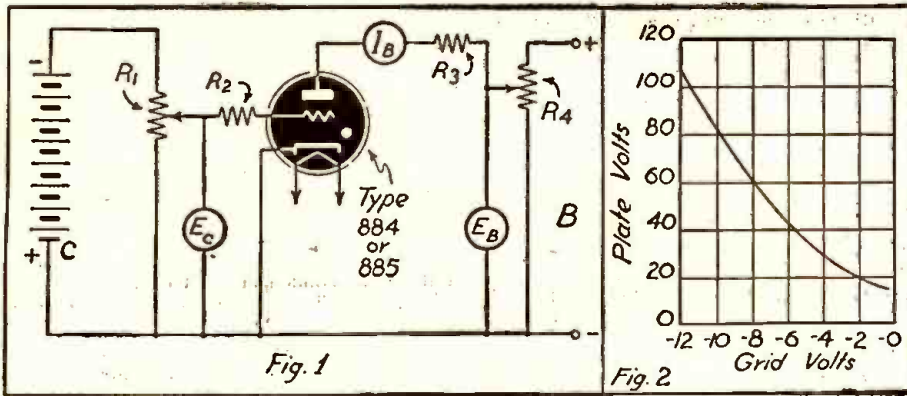 -
R1
R2
IB
R3
+
R4
EC
Type
884
or
885
EB
B
+
C
-
Fig. 1
Plate Volts
120
100
80
60
40
20
0
-12 -10 -8 -6 -4 -2 -0
Grid Volts
Fig. 2